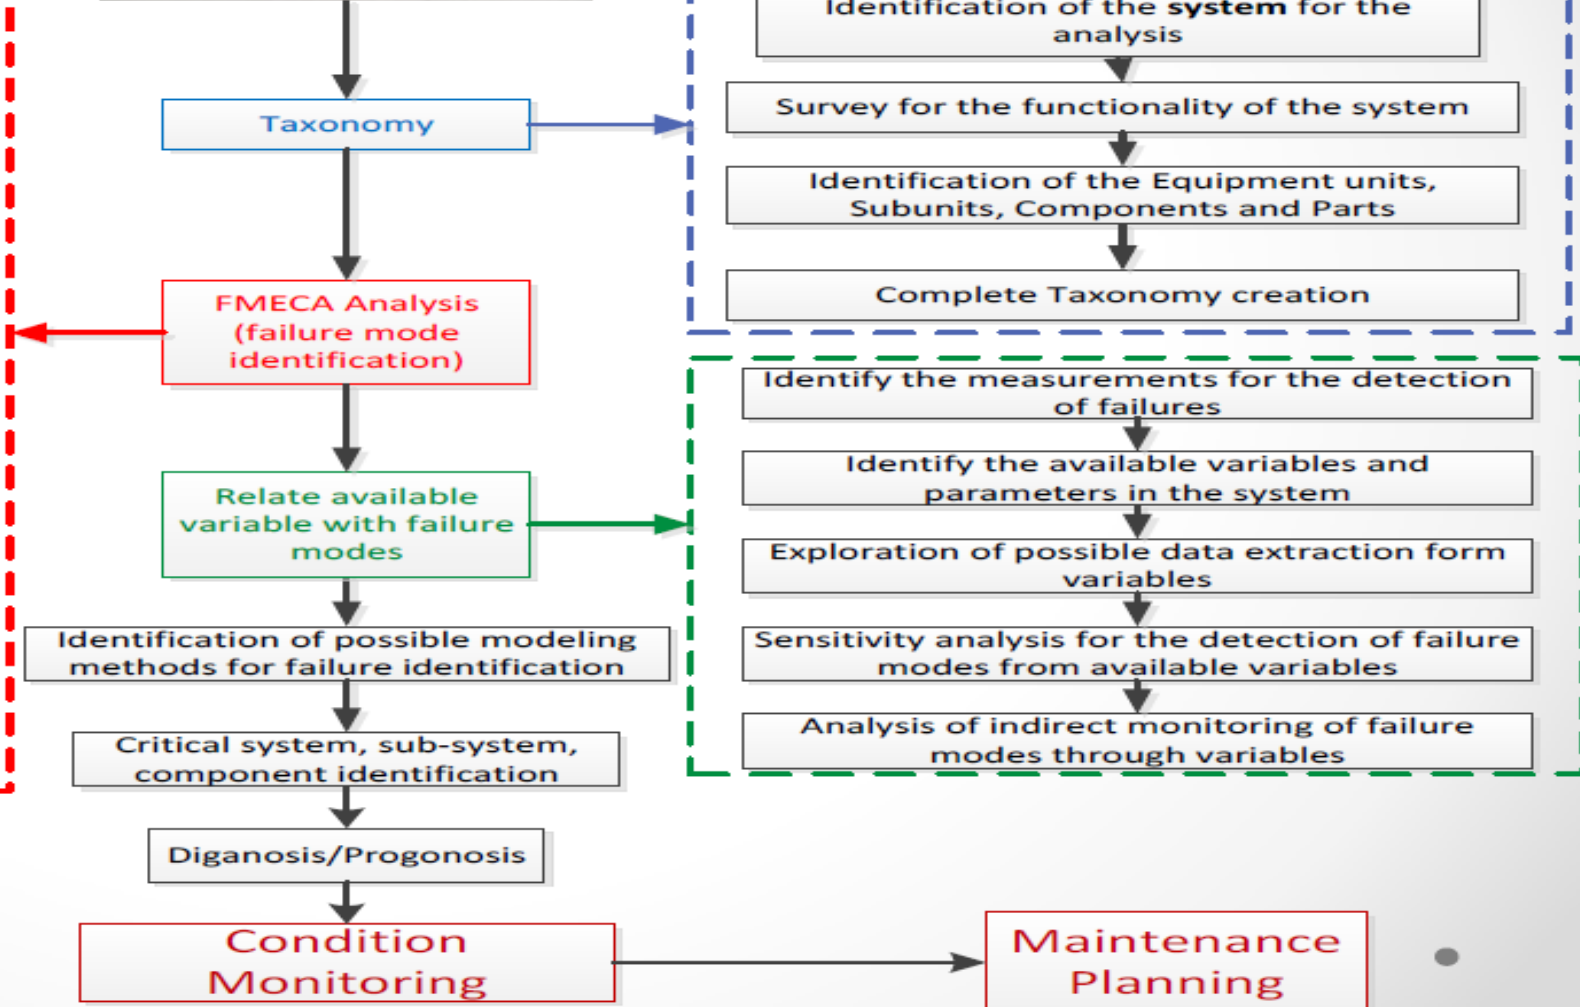 Identification of the system for the
analysis
Survey for the functionality of the system
Identification of the Equipment units,
Subunits, Components and Parts
Complete Taxonomy creation
Taxonomy
FMECA Analysis
(failure mode
identification)
Relate available
variable with failure
modes
Identification of possible modeling
methods for failure identification
Critical system, sub-system,
component identification
Diganosis/Progonosis
Condition
Monitoring
Identify the measurements for the detection
of failures
Identify the available variables and
parameters in the system
Exploration of possible data extraction form
variables
Sensitivity analysis for the detection of failure
modes from available variables
Analysis of indirect monitoring of failure
modes through variables
Maintenance
Planning